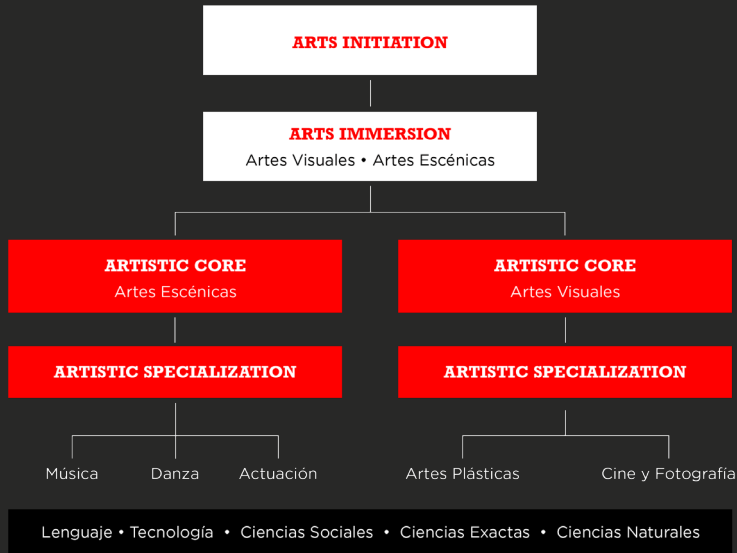 ARTS INITIATION
ARTS IMMERSION
Artes Visuales • Artes Escénicas
ARTISTIC CORE
Artes Escénicas
ARTISTIC CORE
Artes Visuales
ARTISTIC SPECIALIZATION
ARTISTIC SPECIALIZATION
Música
Danza
Actuación
Artes Plásticas
Cine y Fotografía
Lenguaje • Tecnología • Ciencias Sociales • Ciencias Exactas • Ciencias Naturales